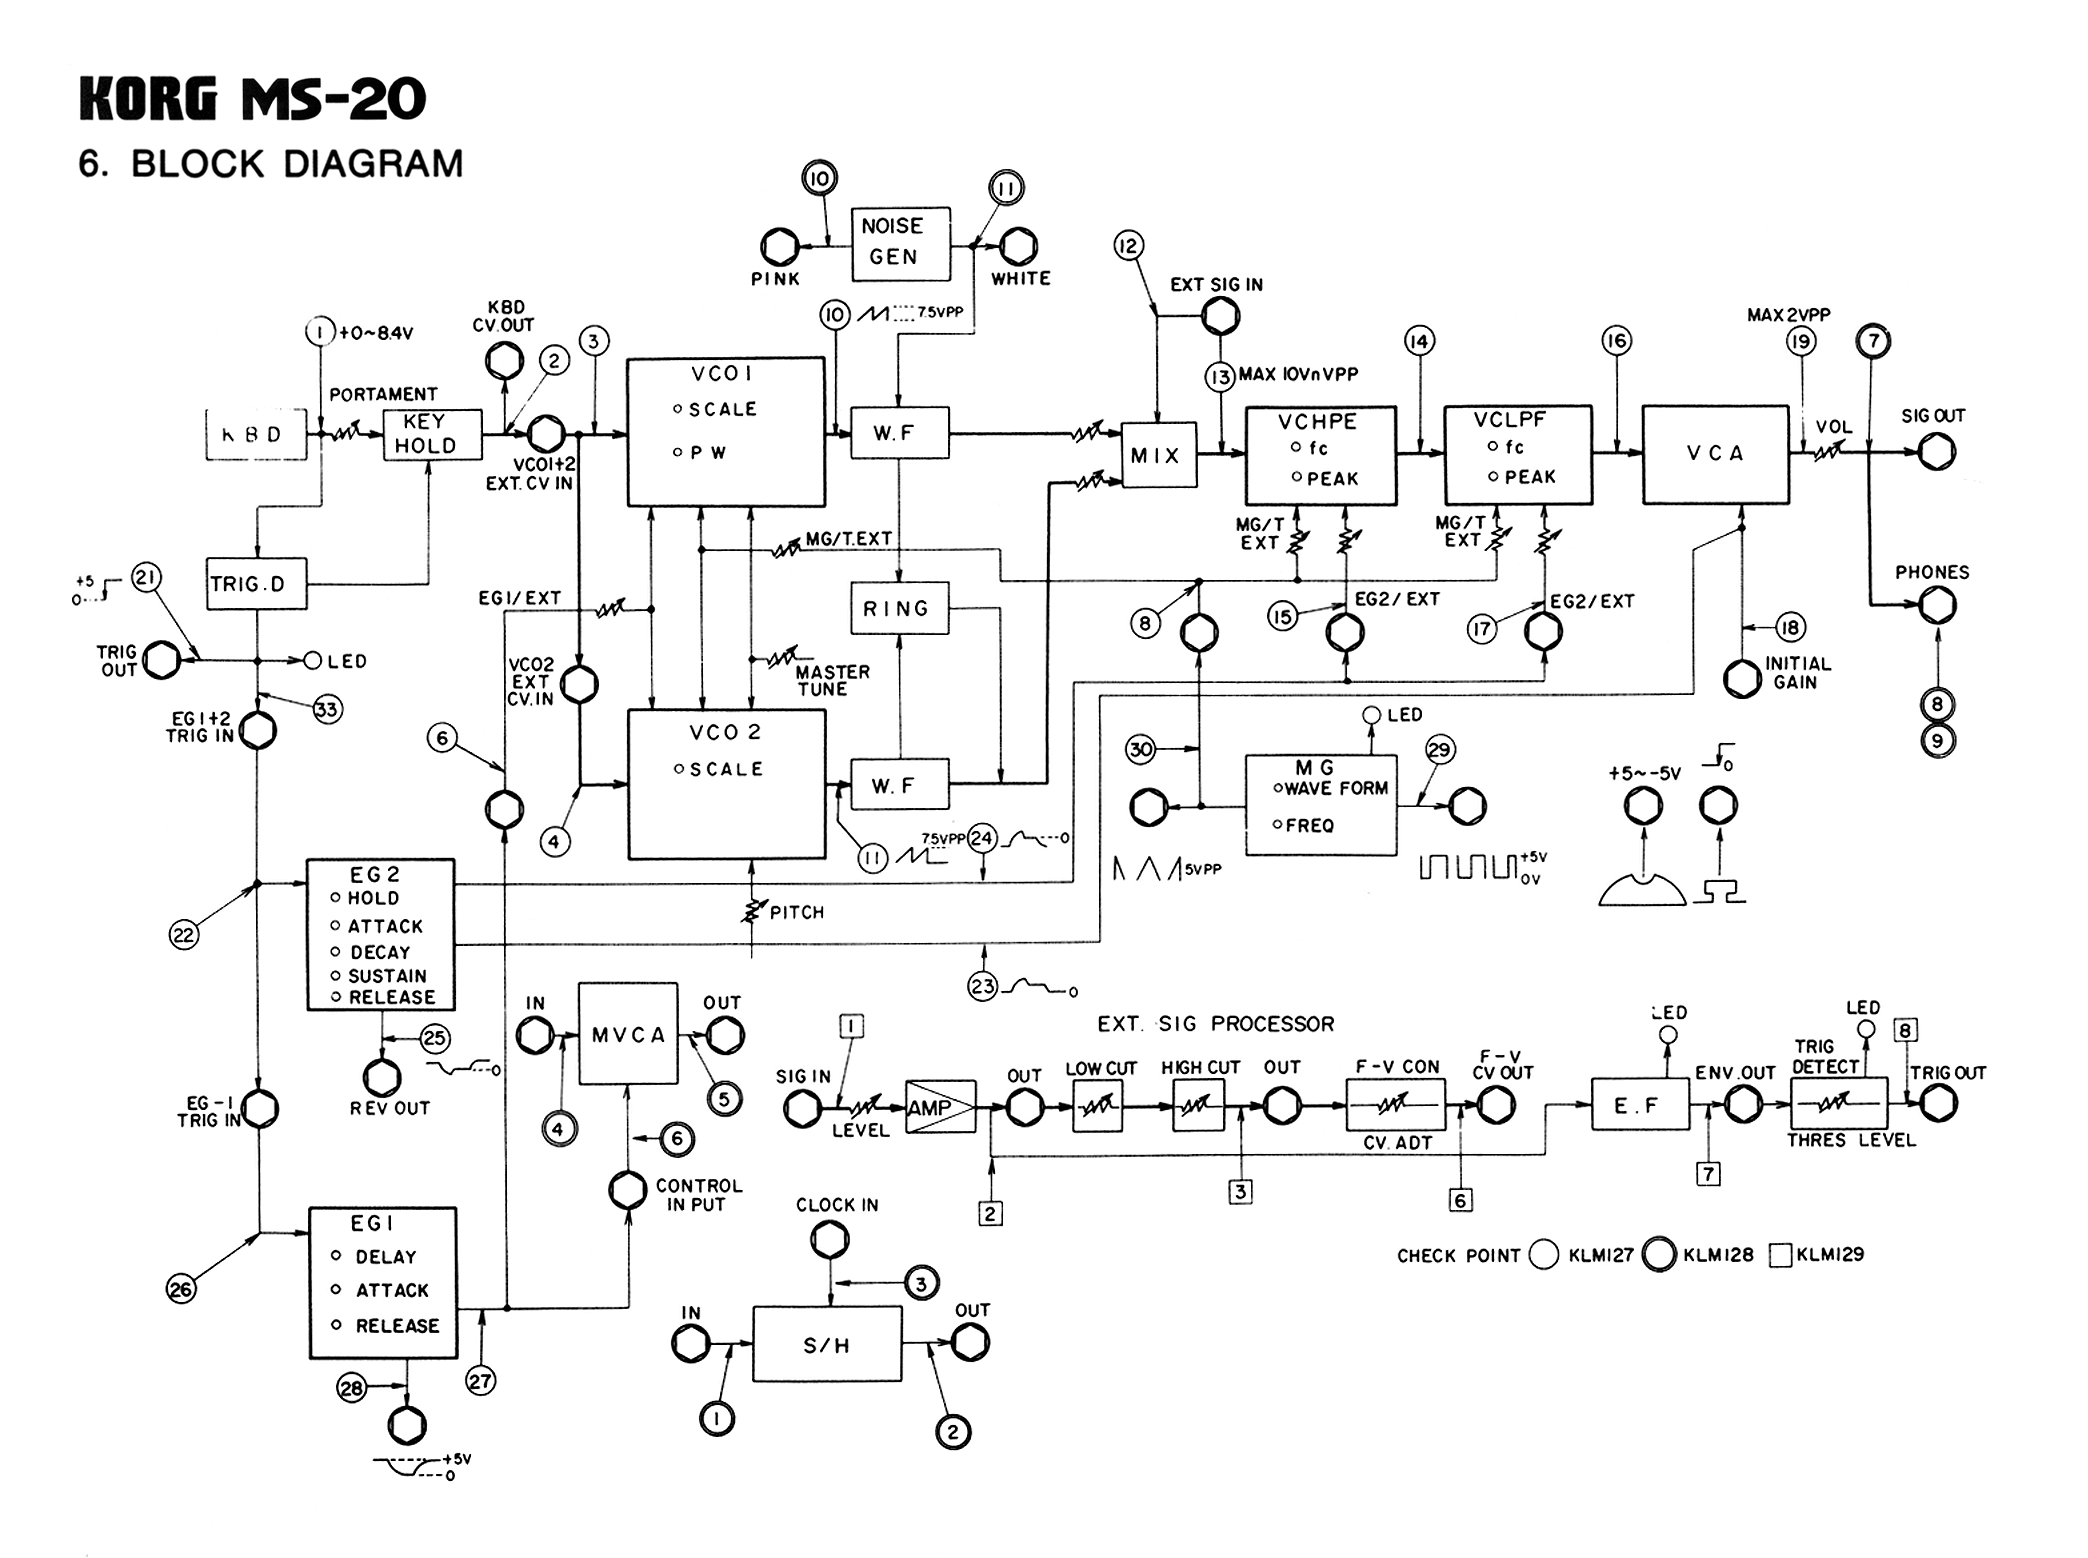 KORG MS-20
6. BLOCK DIAGRAM
10
11
NOISE
GEN
PINK
WHITE
12
EXT SIG IN
KBD
CV.OUT
1
+0~8.4V
2
3
10
7.5VPP
13
MAX 10VnVPP
14
16
MAX 2VPP
19
7
PORTAMENT
KBD
KEY
HOLD
VCO1+2
EXT. CV IN
VCO1
SCALE
PW
W.F
MIX
VCHPE
fc
PEAK
VCLPF
fc
PEAK
VCA
VOL
SIG OUT
MG/T
EXT
MG/T
EXT
MG/T.EXT
TRIG.D
+5
0
21
EG1/EXT
RING
8
15
EG2/EXT
17
EG2/EXT
18
PHONES
TRIG
OUT
LED
VCO2
EXT
CV.IN
MASTER
TUNE
INITIAL
GAIN
33
EG1+2
TRIG IN
8
9
6
VCO2
SCALE
W.F
30
LED
MG
WAVE FORM
FREQ
29
+5~-5V
0
4
11
7.5VPP
24
0
5VPP
+5V
0V
PITCH
22
EG2
HOLD
ATTACK
DECAY
SUSTAIN
RELEASE
23
0
25
0
REV OUT
IN
MVCA
OUT
4
5
6
CONTROL
IN PUT
EG-1
TRIG IN
EXT. SIG PROCESSOR
1
SIG IN
LEVEL
AMP
OUT
LOW CUT
HIGH CUT
OUT
F-V CON
CV. ADT
F-V
CV OUT
LED
E.F
ENV.OUT
TRIG
DETECT
LED
THRES LEVEL
8
TRIG OUT
2
3
6
7
26
EG1
DELAY
ATTACK
RELEASE
27
28
+5V
0
CLOCK IN
3
IN
S/H
OUT
1
2
CHECK POINT
KLM127
KLM128
KLM129